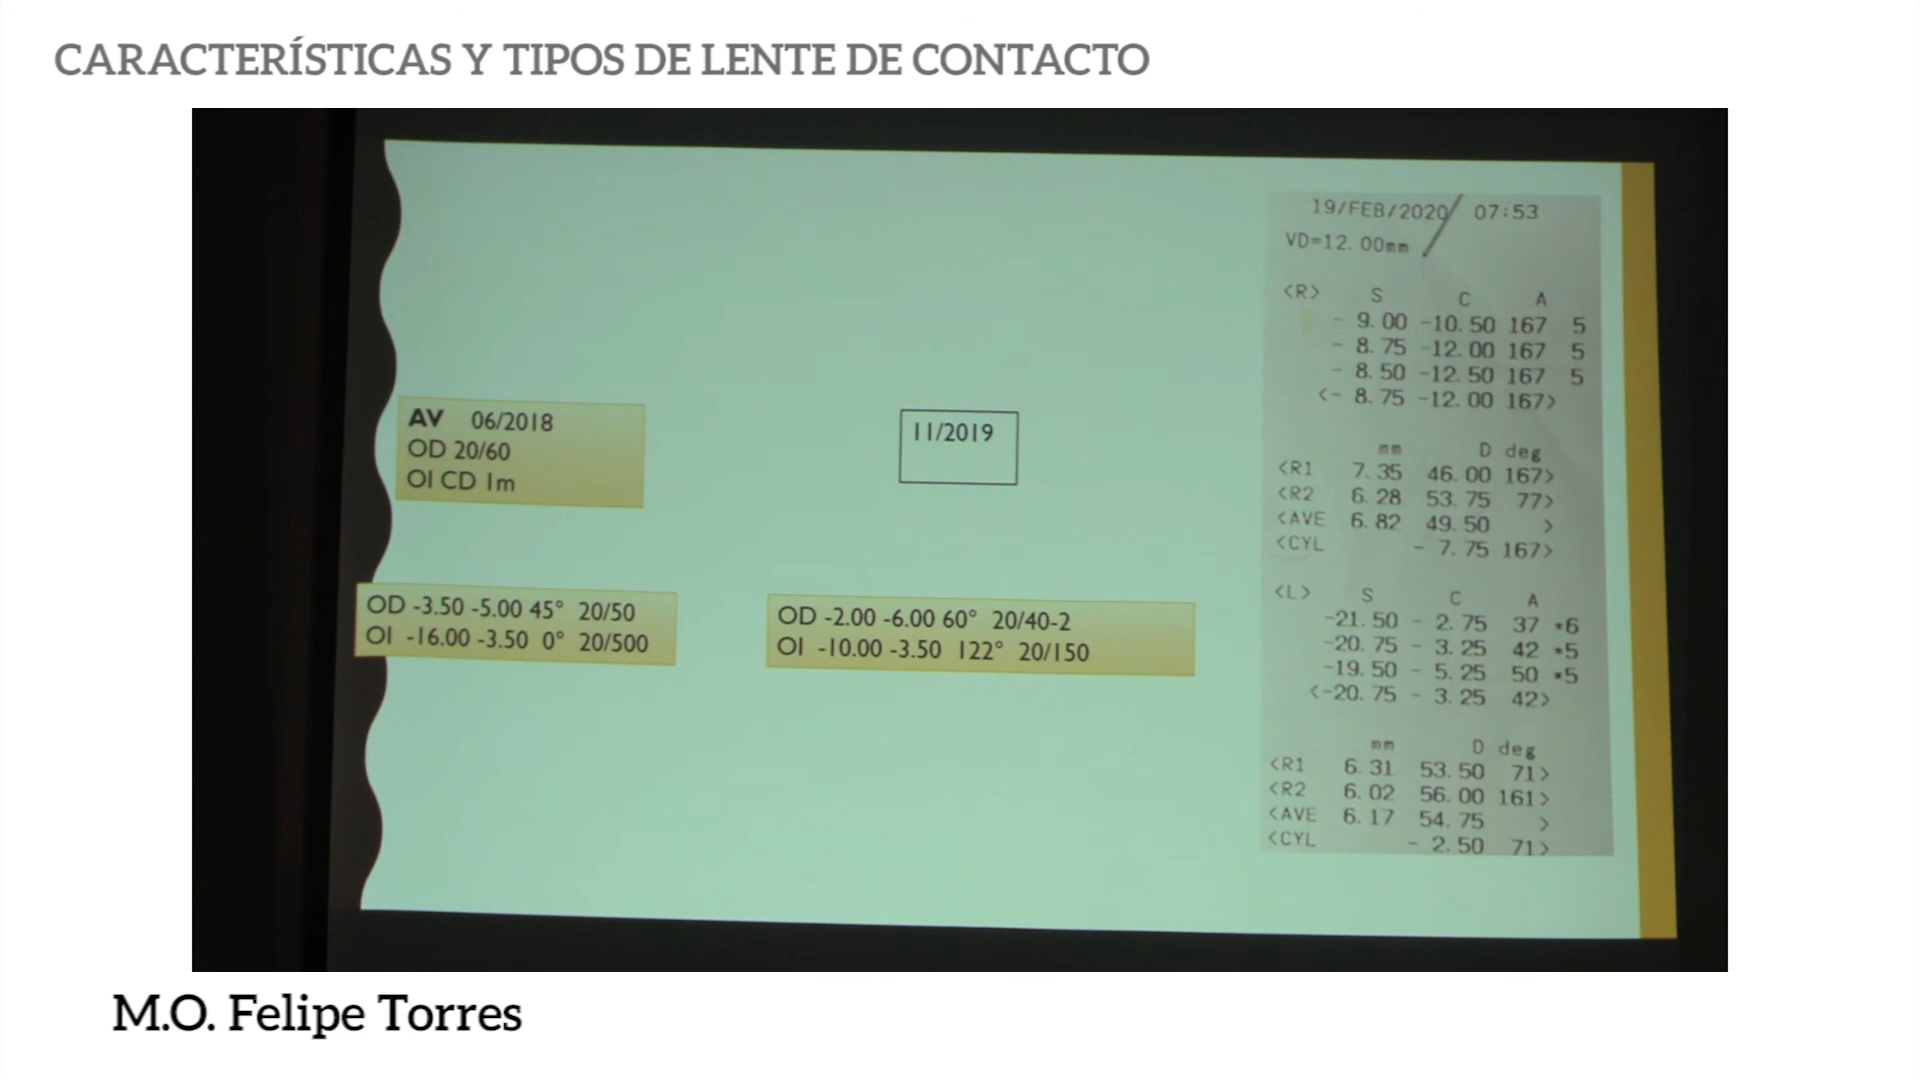 CARACTERÍSTICAS Y TIPOS DE LENTE DE CONTACTO
AV 06/2018
OD 20/60
OI CD 1m
11/2019
OD -3.50 -5.00 45° 20/50
OI -16.00 -3.50 0° 20/500
OD -2.00 -6.00 60° 20/40-2
OI -10.00 -3.50 122° 20/150
19/FEB/2020 07:53
VD=12.00mm
<R> S C A
- 9.00 -10.50 167 5
- 8.75 -12.00 167 5
- 8.50 -12.50 167 5
<- 8.75 -12.00 167>
mm D deg
<R1 7.35 46.00 167>
<R2 6.28 53.75 77>
<AVE 6.82 49.50 >
<CYL - 7.75 167>
<L> S C A
-21.50 - 2.75 37 *6
-20.75 - 3.25 42 *5
-19.50 - 5.25 50 *5
<-20.75 - 3.25 42>
mm D deg
<R1 6.31 53.50 71>
<R2 6.02 56.00 161>
<AVE 6.17 54.75 >
<CYL - 2.50 71>
M.O. Felipe Torres